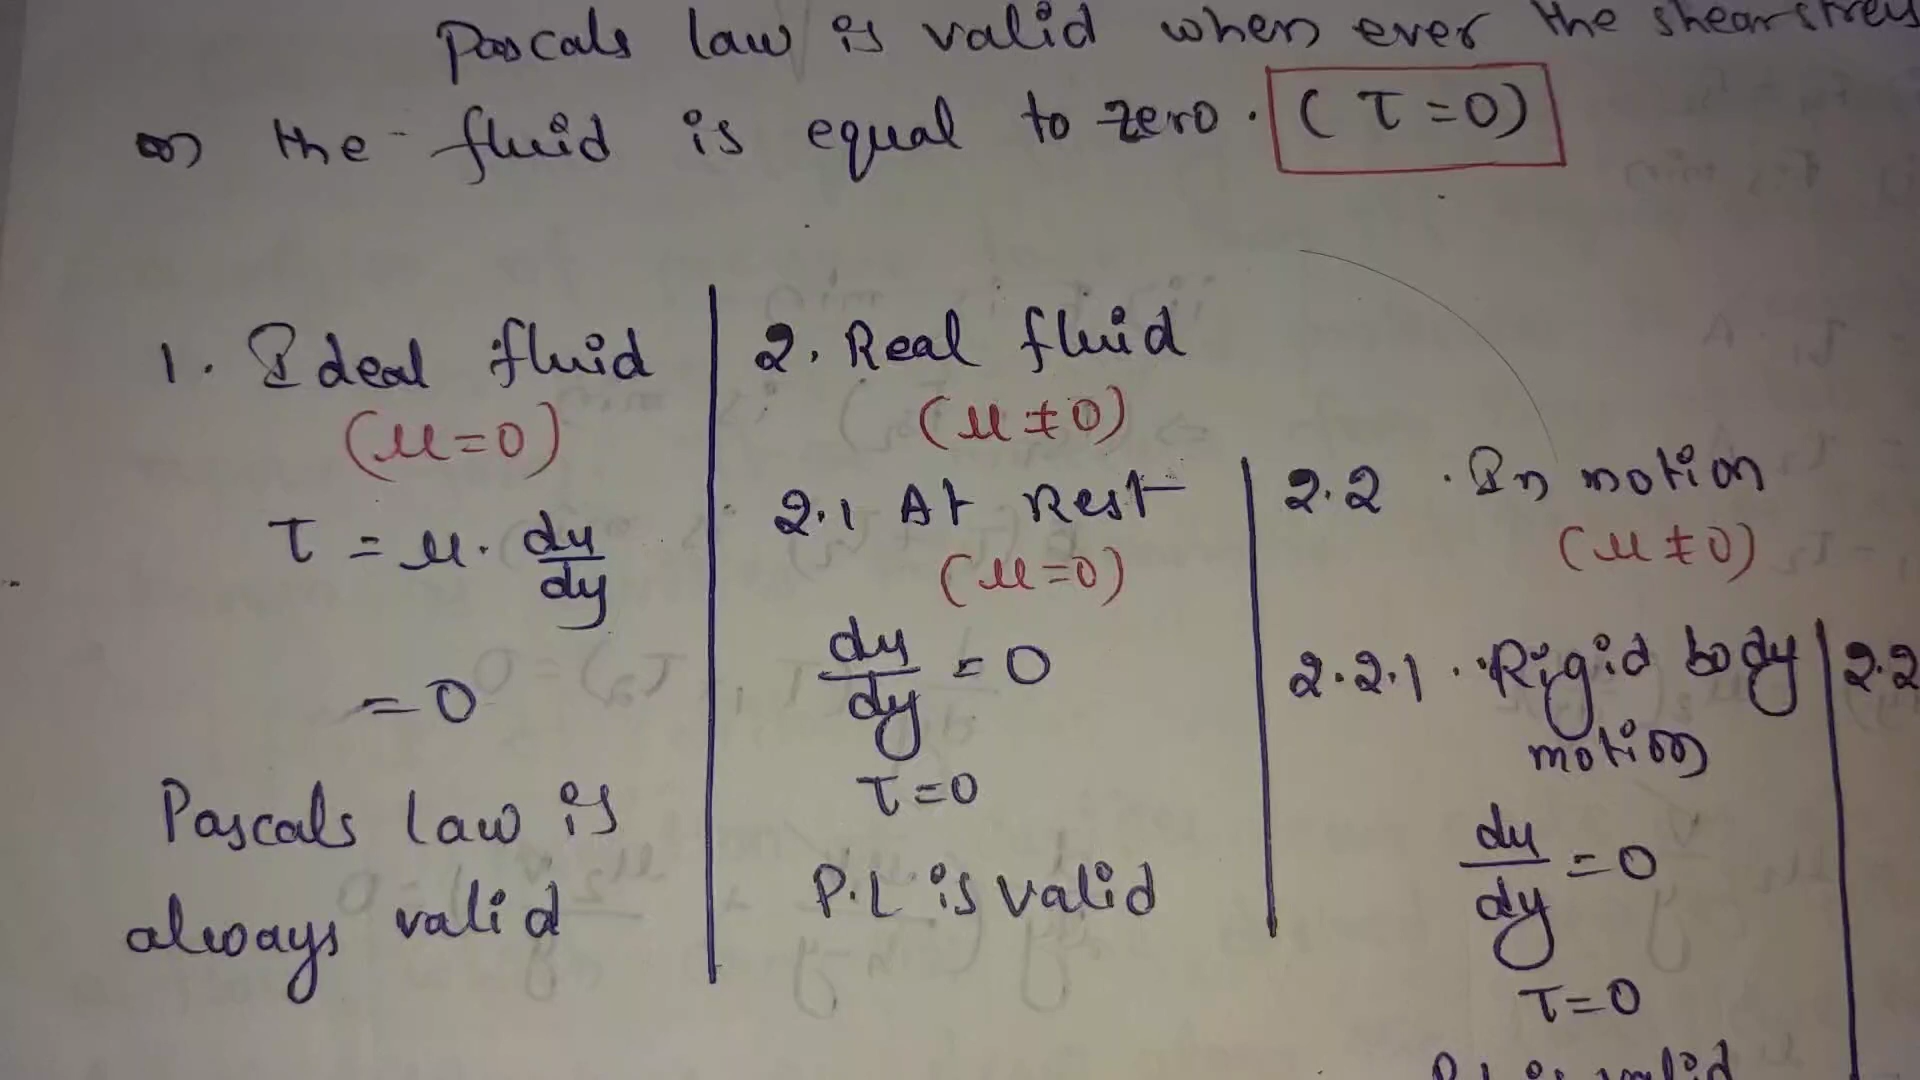 Pascals law is valid when ever the shear stress
on the fluid is equal to zero. (τ=0)
1. Ideal fluid
(μ=0)
τ = μ. du/dy
= 0
Pascals law is
always valid
2. Real fluid
(μ≠0)
2.1 At Rest
(μ=0)
du/dy = 0
τ=0
P.L is valid
2.2 . In motion
(μ≠0)
2.2.1 . Rigid body
motion
du/dy = 0
τ=0
P.L is valid
2.2